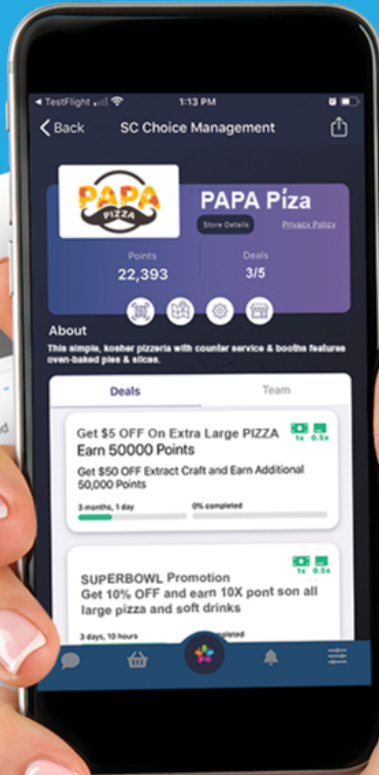 TestFlight
1:13 PM
Back
SC Choice Management
PAPA
PIZZA
PAPA Piza
Store Details
Privacy Policy
Points
Deals
22,393
3/5
About
This simple, kosher pizzeria with counter service & booths features
oven-baked pies & slices.
Deals
Team
Get $5 OFF On Extra Large PIZZA
Earn 50000 Points
1x 0.5x
Get $50 OFF Extract Craft and Earn Additional
50,000 Points
3 months, 1 day
0% completed
SUPERBOWL Promotion
1x 0.5x
Get 10% OFF and earn 10X pont son all
large pizza and soft drinks
3 days, 10 hours